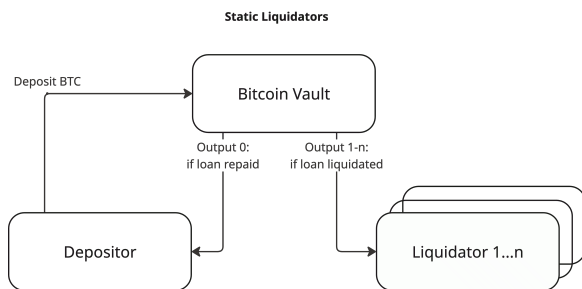 Static Liquidators
Deposit BTC
Bitcoin Vault
Output 0:
if loan repaid
Output 1-n:
if loan liquidated
Depositor
Liquidator 1...n